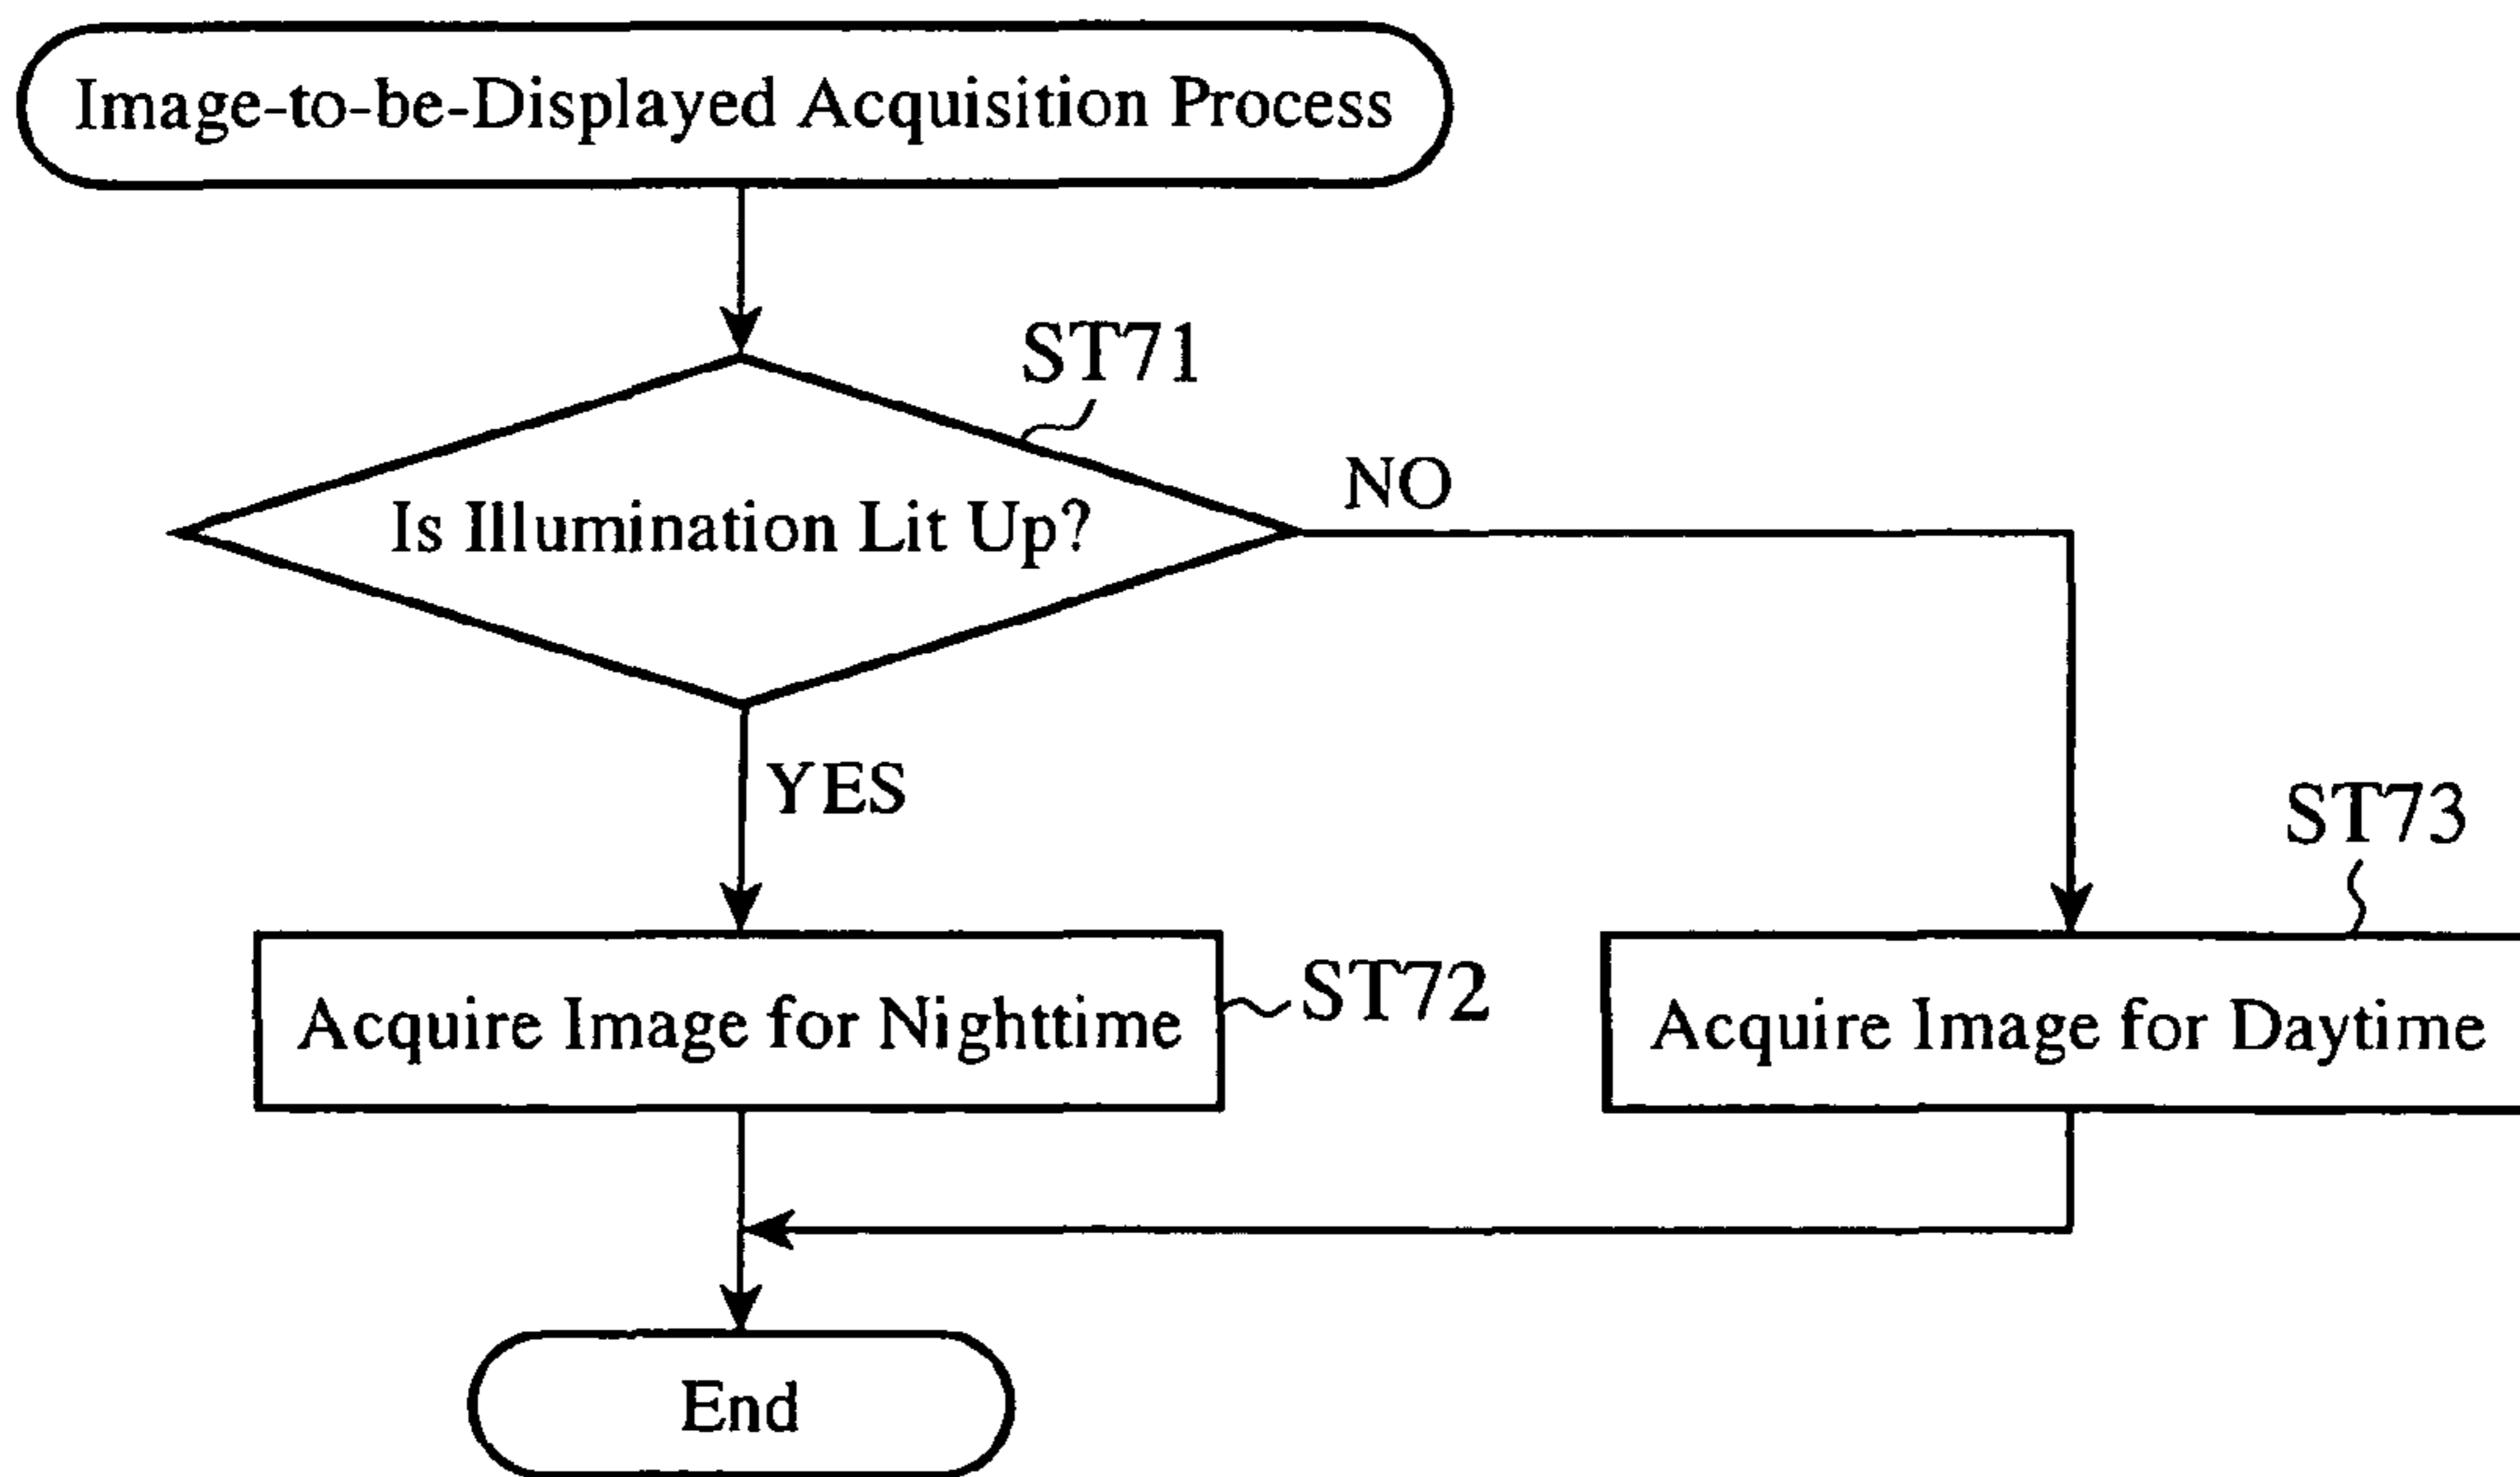 Image-to-be-Displayed Acquisition Process
ST71
Is Illumination Lit Up?
NO
YES
ST73
Acquire Image for Nighttime
ST72
Acquire Image for Daytime
End